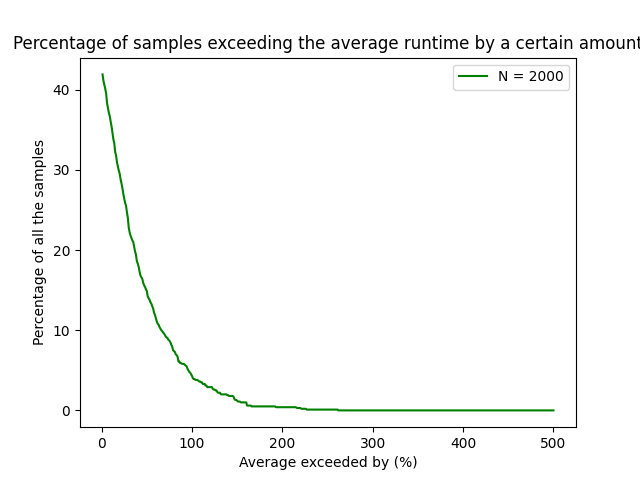 Percentage of samples exceeding the average runtime by a certain amount
N = 2000
40
30
20
10
0
Percentage of all the samples
0 100 200 300 400 500
Average exceeded by (%)